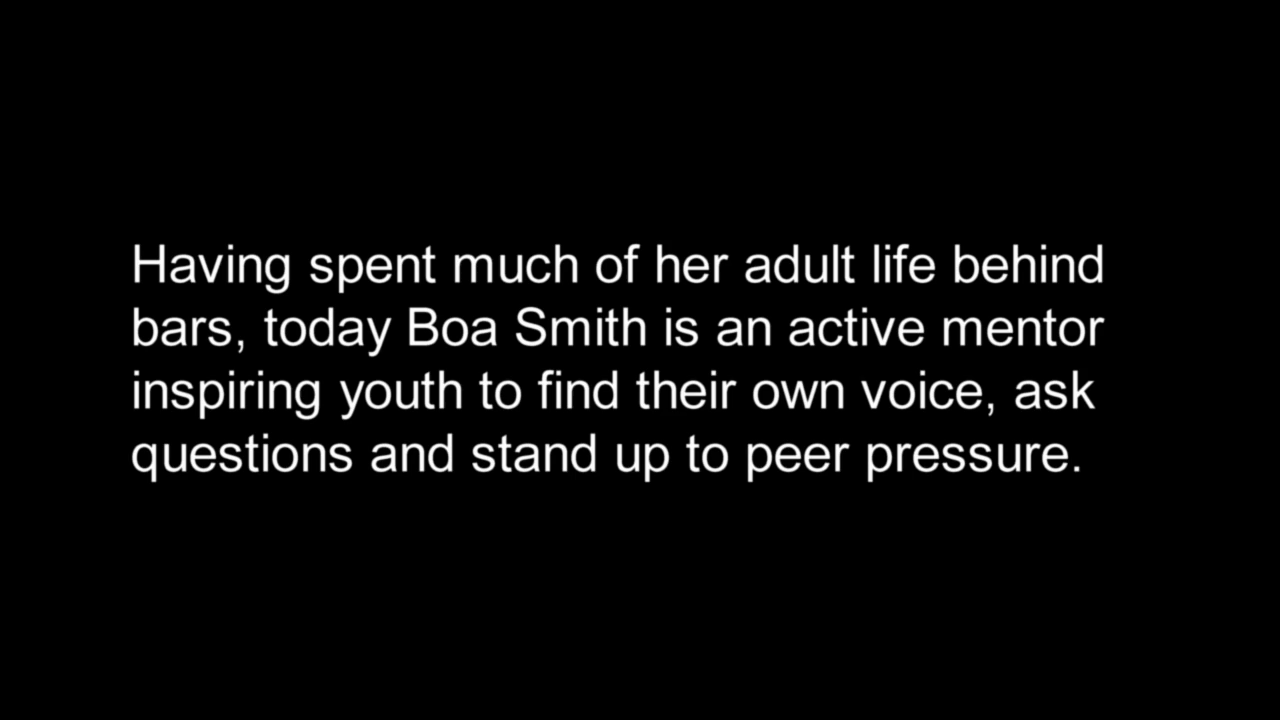 Having spent much of her adult life behind
bars, today Boa Smith is an active mentor
inspiring youth to find their own voice, ask
questions and stand up to peer pressure.